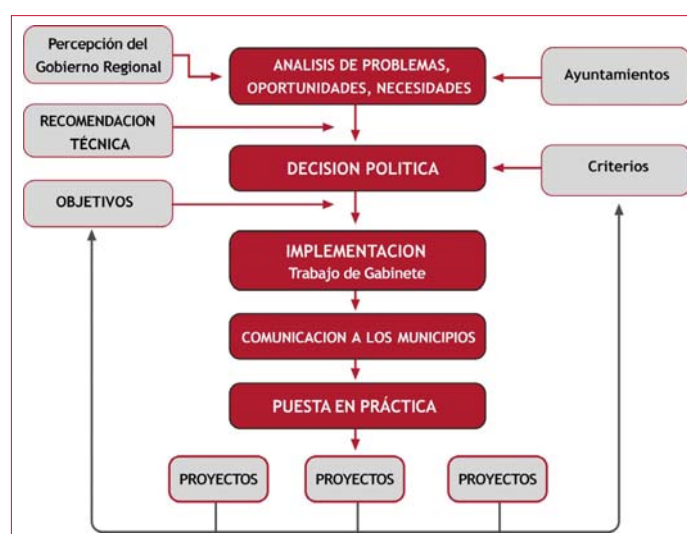 Percepción del
Gobierno Regional
ANALISIS DE PROBLEMAS,
OPORTUNIDADES, NECESIDADES
Ayuntamientos
RECOMENDACION
TÉCNICA
DECISION POLITICA
Criterios
OBJETIVOS
IMPLEMENTACION
Trabajo de Gabinete
COMUNICACION A LOS MUNICIPIOS
PUESTA EN PRÁCTICA
PROYECTOS
PROYECTOS
PROYECTOS